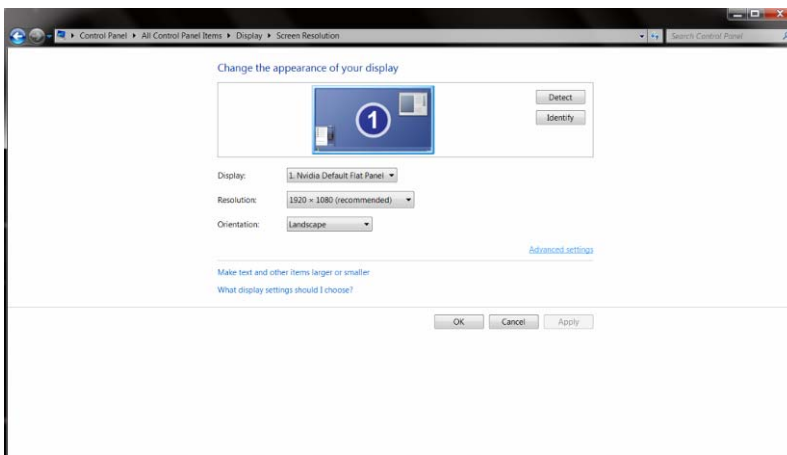 Control Panel ▸ All Control Panel Items ▸ Display ▸ Screen Resolution
Search Control Panel
Change the appearance of your display
1
Detect
Identify
Display: 1. Nvidia Default Flat Panel
Resolution: 1920 × 1080 (recommended)
Orientation: Landscape
Advanced settings
Make text and other items larger or smaller
What display settings should I choose?
OK Cancel Apply